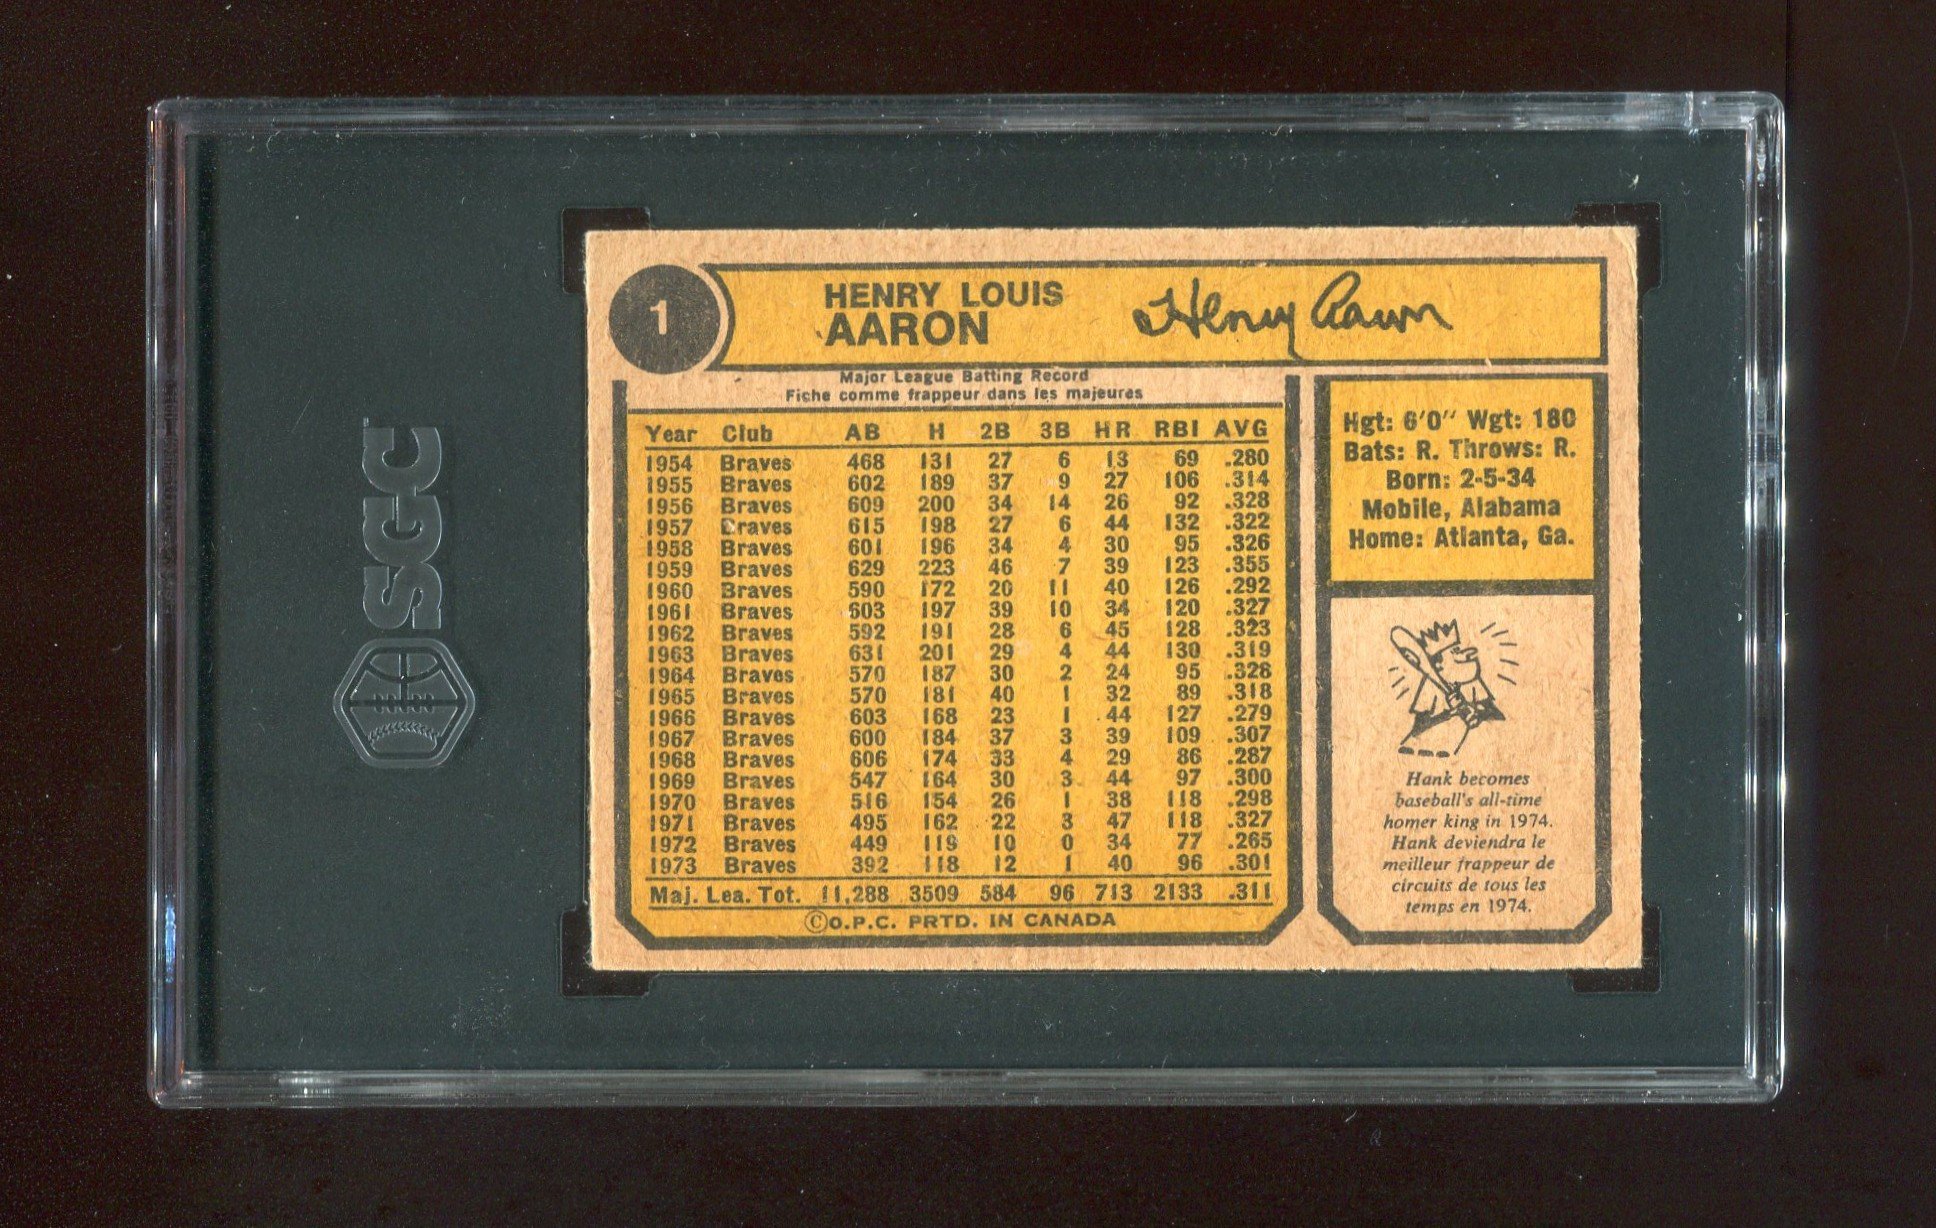 SGC
1
HENRY LOUIS
AARON
Henry Aaron
Major League Batting Record
Fiche comme frappeur dans les majeures
Year Club AB H 2B 3B HR RBI AVG
1954 Braves 468 131 27 6 13 69 .280
1955 Braves 602 189 37 9 27 106 .314
1956 Braves 609 200 34 14 26 92 .328
1957 Braves 615 198 27 6 44 132 .322
1958 Braves 601 196 34 4 30 95 .326
1959 Braves 629 223 46 7 39 123 .355
1960 Braves 590 172 20 11 40 126 .292
1961 Braves 603 197 39 10 34 120 .327
1962 Braves 592 191 28 6 45 128 .323
1963 Braves 631 201 29 4 44 130 .319
1964 Braves 570 187 30 2 24 95 .328
1965 Braves 570 181 40 1 32 89 .318
1966 Braves 603 168 23 1 44 127 .279
1967 Braves 600 184 37 3 39 109 .307
1968 Braves 606 174 33 4 29 86 .287
1969 Braves 547 164 30 3 44 97 .300
1970 Braves 516 154 26 1 38 118 .298
1971 Braves 495 162 22 3 47 118 .327
1972 Braves 449 119 10 0 34 77 .265
1973 Braves 392 118 12 1 40 96 .301
Maj. Lea. Tot. 11,288 3509 584 96 713 2133 .311
©O.P.C. PRTD. IN CANADA
Hgt: 6'0" Wgt: 180
Bats: R. Throws: R.
Born: 2-5-34
Mobile, Alabama
Home: Atlanta, Ga.
Hank becomes
baseball's all-time
homer king in 1974.
Hank deviendra le
meilleur frappeur de
circuits de tous les
temps en 1974.